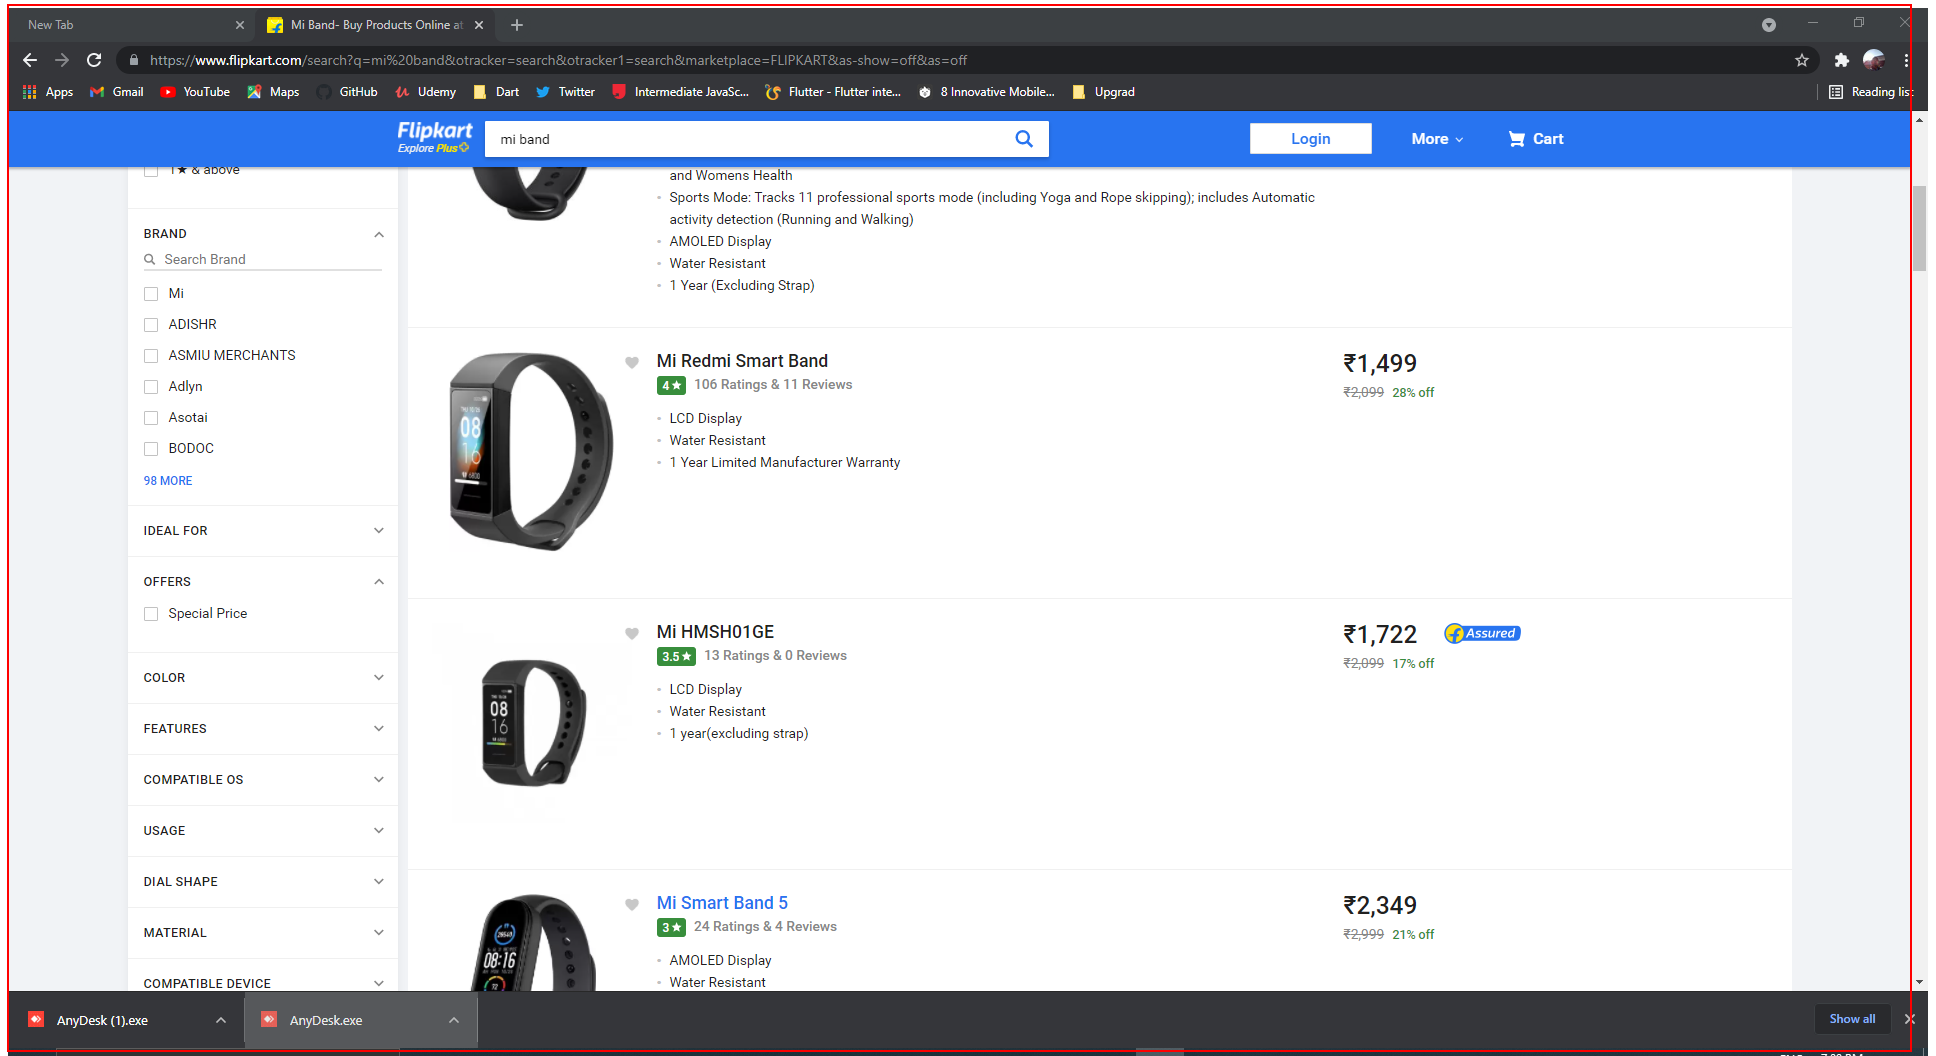 New Tab
Mi Band- Buy Products Online at
https://www.flipkart.com/search?q=mi%20band&otracker=search&otracker1=search&marketplace=FLIPKART&as-show=off&as=off
Apps Gmail YouTube Maps GitHub Udemy Dart Twitter Intermediate JavaSc... Flutter - Flutter inte... 8 Innovative Mobile... Upgrad Reading list
Flipkart
Explore Plus
mi band
Login
More
Cart
1★ & above
BRAND
Search Brand
Mi
ADISHR
ASMIU MERCHANTS
Adlyn
Asotai
BODOC
98 MORE
IDEAL FOR
OFFERS
Special Price
COLOR
FEATURES
COMPATIBLE OS
USAGE
DIAL SHAPE
MATERIAL
COMPATIBLE DEVICE
and Womens Health
Sports Mode: Tracks 11 professional sports mode (including Yoga and Rope skipping); includes Automatic
activity detection (Running and Walking)
AMOLED Display
Water Resistant
1 Year (Excluding Strap)
08
16
Mi Redmi Smart Band
4★ 106 Ratings & 11 Reviews
LCD Display
Water Resistant
1 Year Limited Manufacturer Warranty
₹1,499
₹2,099 28% off
08
16
Mi HMSH01GE
3.5★ 13 Ratings & 0 Reviews
LCD Display
Water Resistant
1 year(excluding strap)
₹1,722 Assured
₹2,099 17% off
08:16
Mi Smart Band 5
3★ 24 Ratings & 4 Reviews
AMOLED Display
Water Resistant
₹2,349
₹2,999 21% off
AnyDesk (1).exe
AnyDesk.exe
Show all